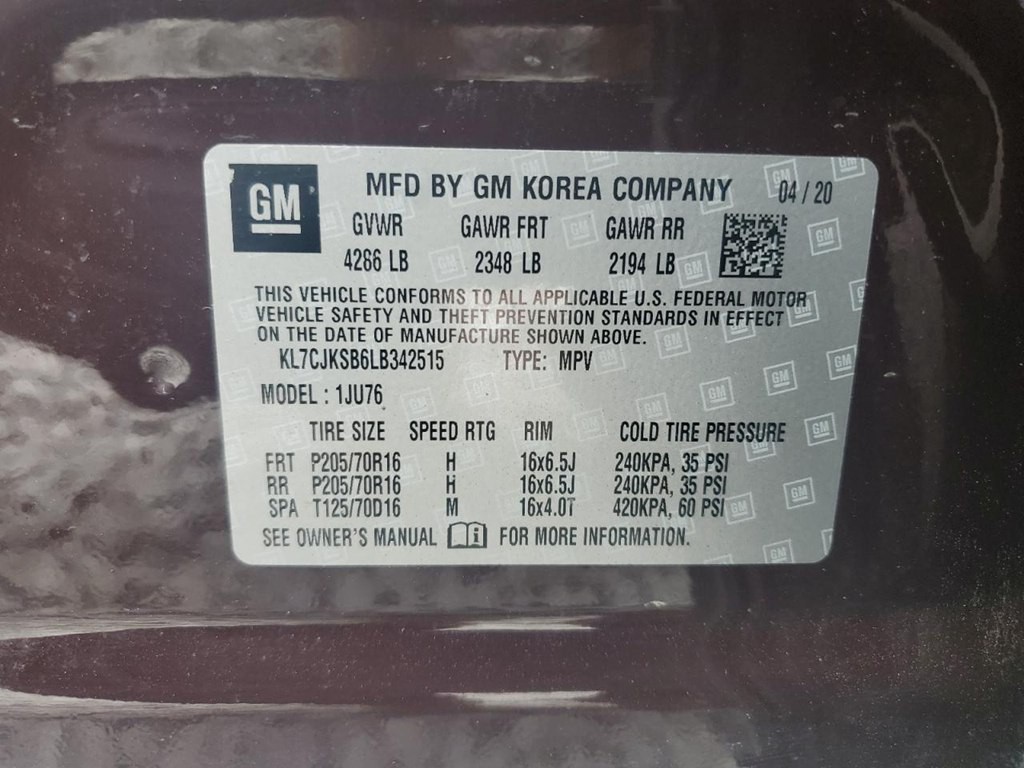 GM
MFD BY GM KOREA COMPANY 04 / 20
GVWR GAWR FRT GAWR RR
4286 LB 2348 LB 2194 LB
THIS VEHICLE CONFORMS TO ALL APPLICABLE U.S. FEDERAL MOTOR
VEHICLE SAFETY AND THEFT PREVENTION STANDARDS IN EFFECT
ON THE DATE OF MANUFACTURE SHOWN ABOVE.
KL7CJKSB6LB342515 TYPE: MPV
MODEL : 1JU76
TIRE SIZE SPEED RTG RIM COLD TIRE PRESSURE
FRT P205/70R16 H 16x6.5J 240KPA, 35 PSI
RR P205/70R16 H 16x6.5J 240KPA, 35 PSI
SPA T125/70D16 M 16x4.0T 420KPA, 60 PSI
SEE OWNER'S MANUAL i FOR MORE INFORMATION.